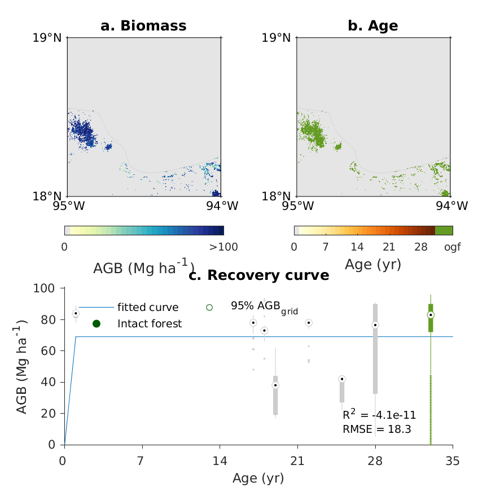 a. Biomass
b. Age
19°N
19°N
18°N
18°N
95°W
94°W
95°W
94°W
0
>100
0
7
14
21
28
ogf
AGB (Mg ha⁻¹)
Age (yr)
c. Recovery curve
100
80
60
40
20
0
AGB (Mg ha⁻¹)
fitted curve
95% AGB_grid
Intact forest
R² = -4.1e-11
RMSE = 18.3
0
7
14
21
28
35
Age (yr)